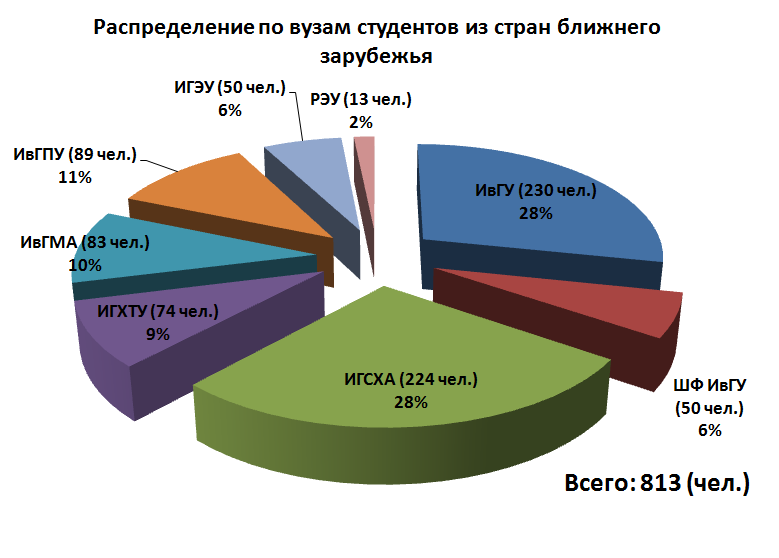 Распределение по вузам студентов из стран ближнего
зарубежья
ИГЭУ (50 чел.)
6%
РЭУ (13 чел.)
2%
ИвГПУ (89 чел.)
11%
ИвГУ (230 чел.)
28%
ИвГМА (83 чел.)
10%
ИГХТУ (74 чел.)
9%
ИГСХА (224 чел.)
28%
ШФ ИвГУ
(50 чел.)
6%
Всего: 813 (чел.)